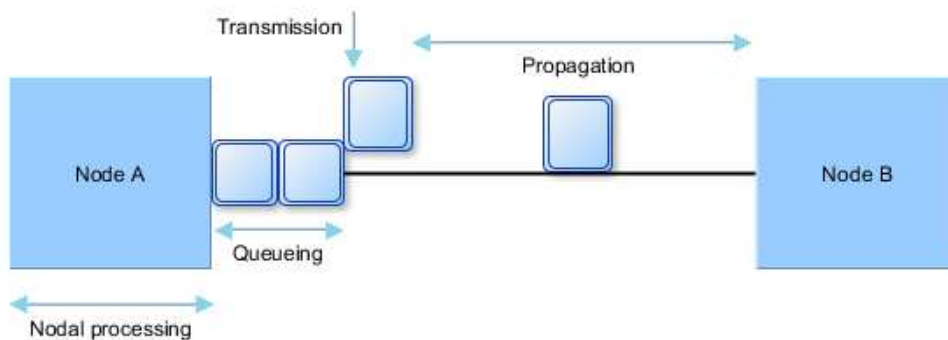 Transmission
Propagation
Node A
Node B
Queueing
Nodal processing